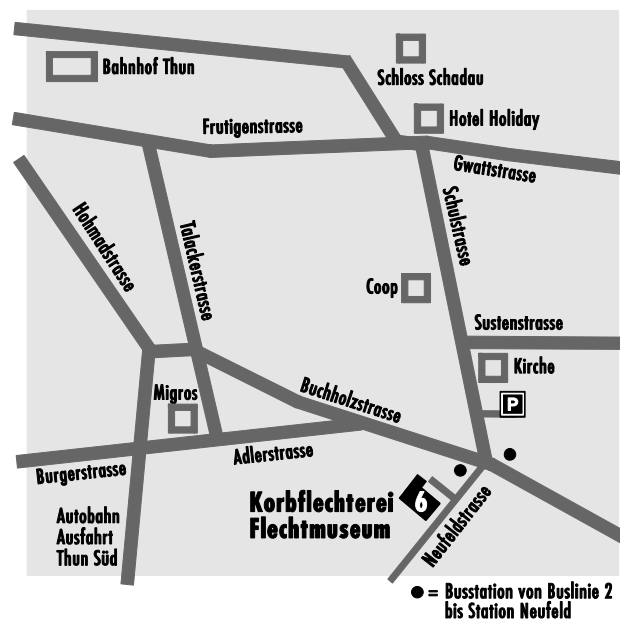 Bahnhof Thun
Schloss Schadau
Hotel Holiday
Frutigenstrasse
Gwattstrasse
Hohmadstrasse
Talackerstrasse
Schulstrasse
Coop
Sustenstrasse
Kirche
P
Migros
Buchholzstrasse
Adlerstrasse
Burgerstrasse
Autobahn
Ausfahrt
Thun Süd
Korbflechterei
Flechtmuseum
6
Neufeldstrasse
= Busstation von Buslinie 2
bis Station Neufeld